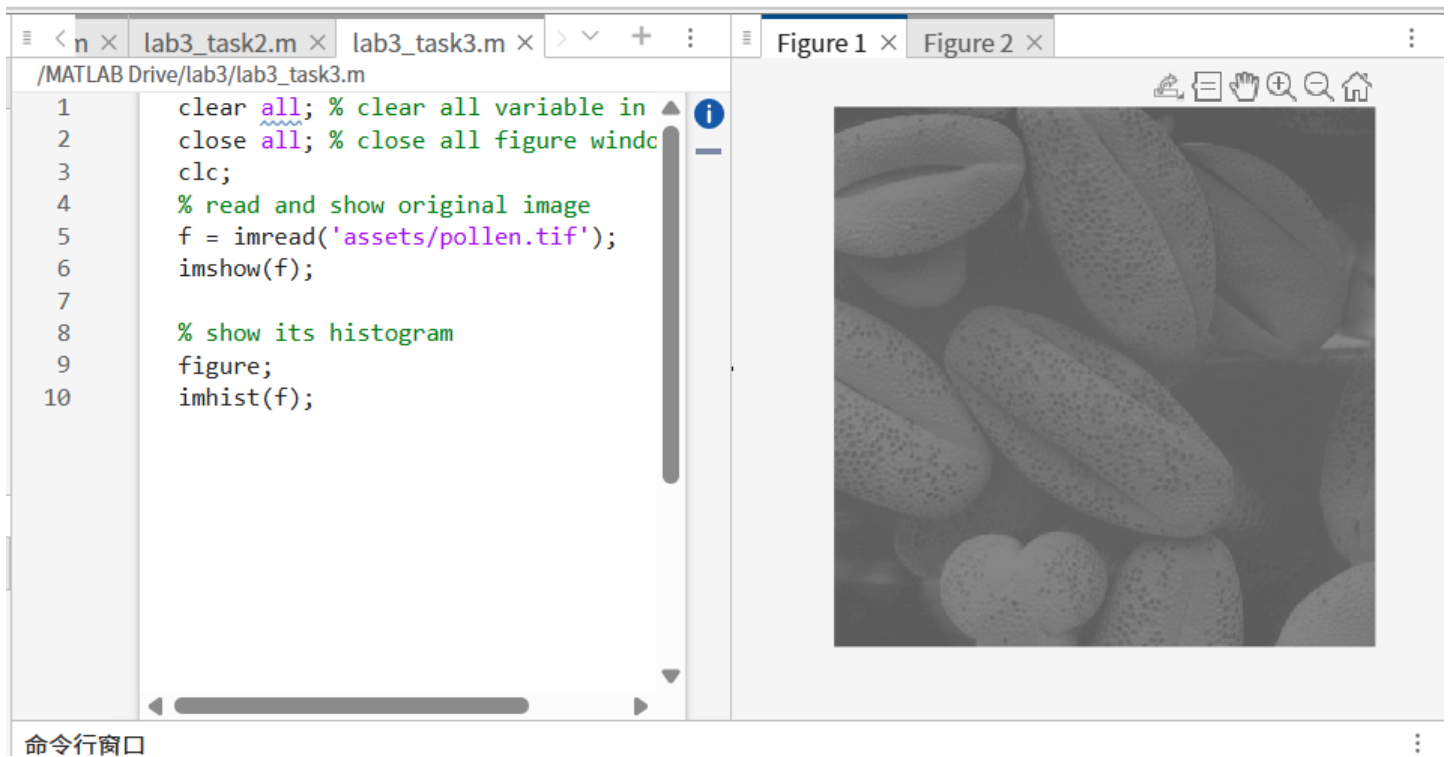 m × lab3_task2.m × lab3_task3.m ×
Figure 1 × Figure 2 ×
/MATLAB Drive/lab3/lab3_task3.m
1 clear all; % clear all variable in
2 close all; % close all figure windo
3 clc;
4 % read and show original image
5 f = imread('assets/pollen.tif');
6 imshow(f);
7
8 % show its histogram
9 figure;
10 imhist(f);
命令行窗口